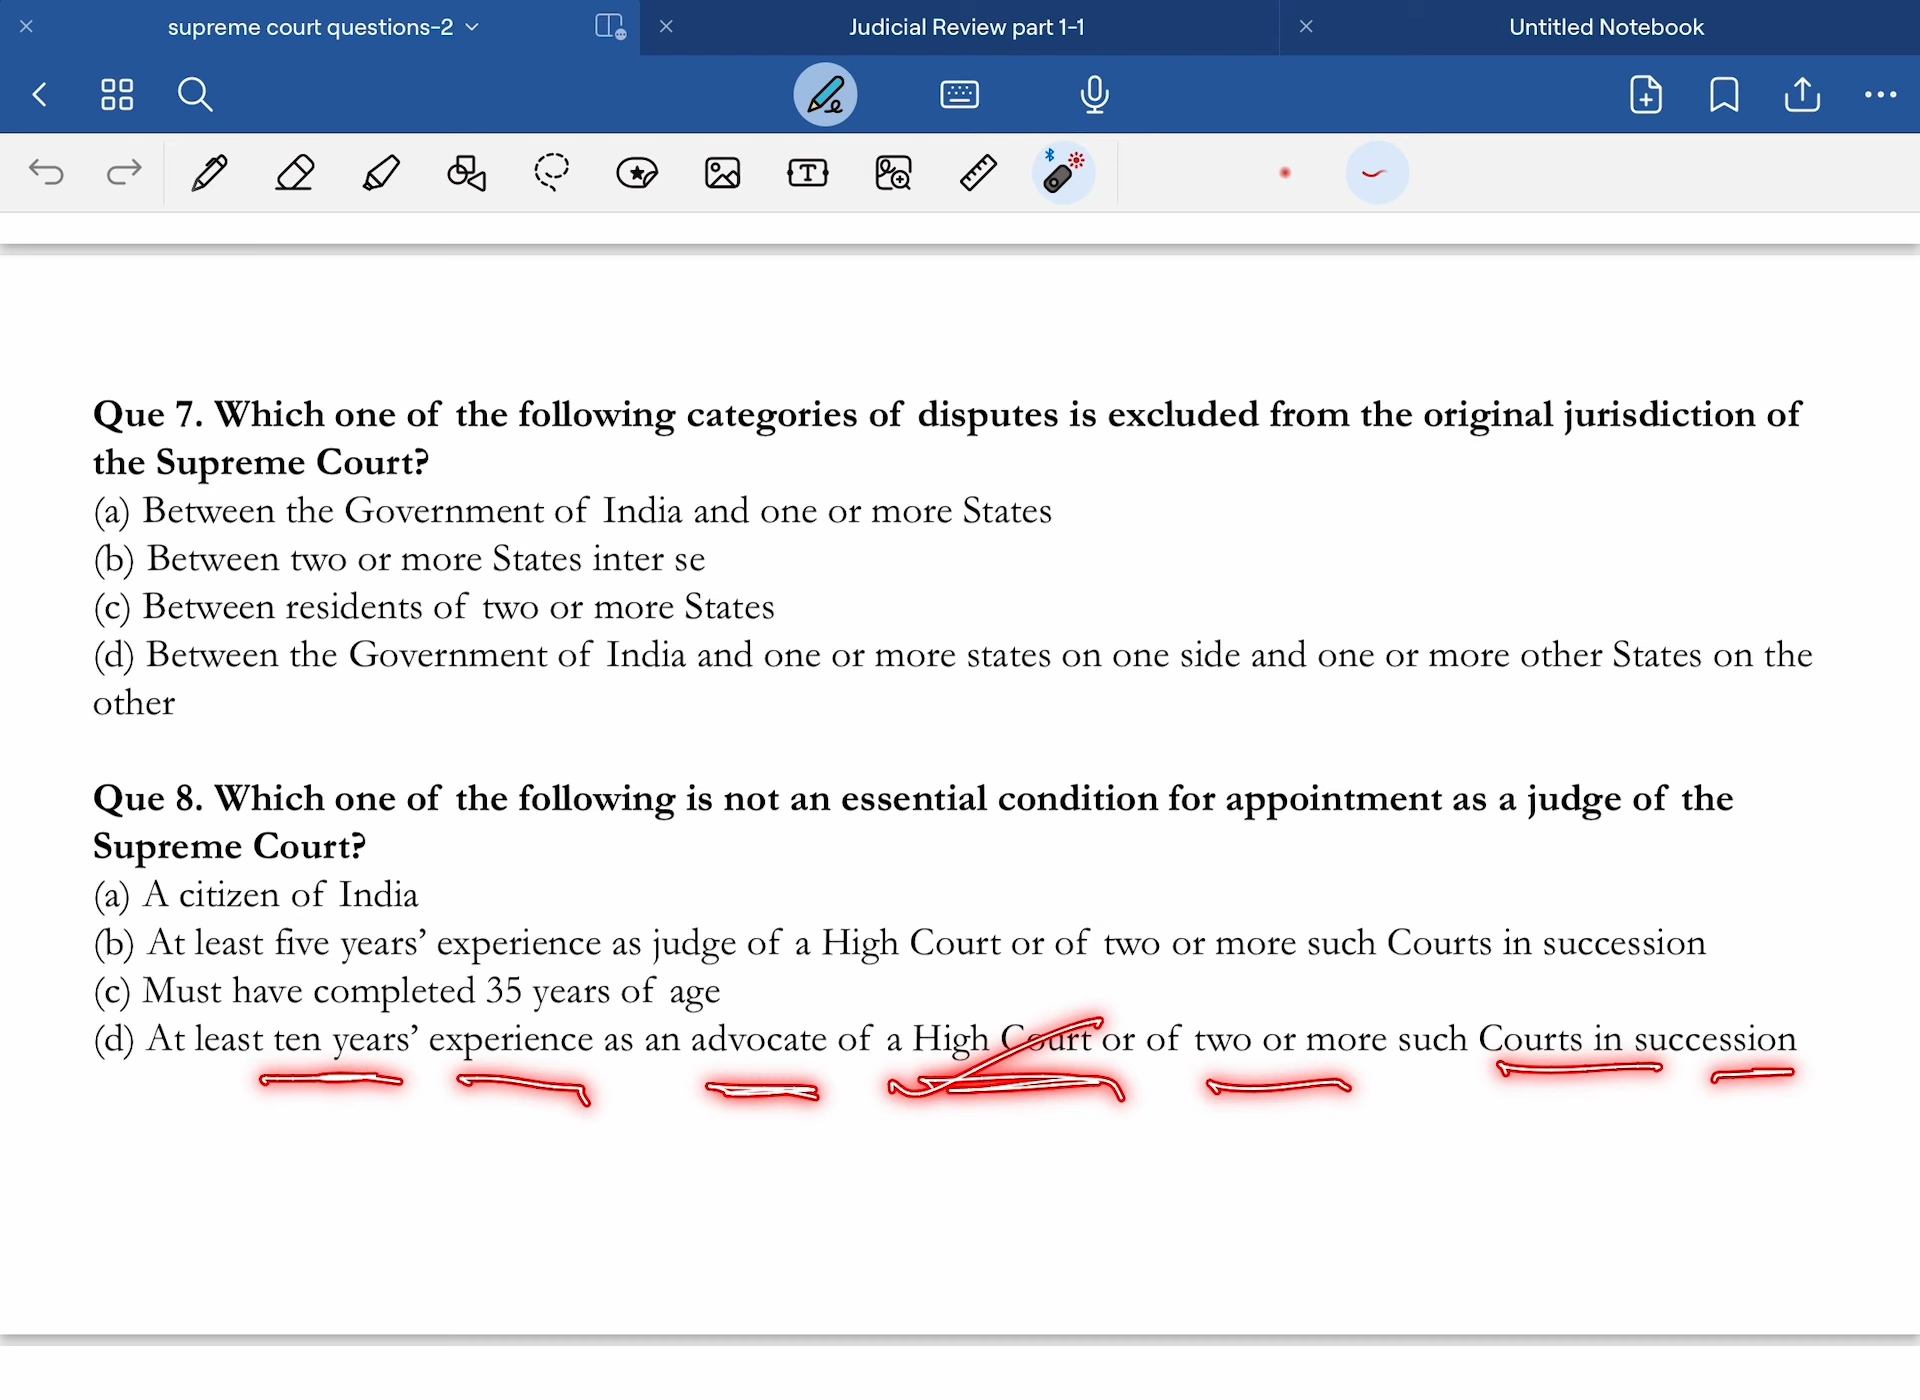 supreme court questions-2
Judicial Review part 1-1
Untitled Notebook
Que 7. Which one of the following categories of disputes is excluded from the original jurisdiction of
the Supreme Court?
(a) Between the Government of India and one or more States
(b) Between two or more States inter se
(c) Between residents of two or more States
(d) Between the Government of India and one or more states on one side and one or more other States on the
other
Que 8. Which one of the following is not an essential condition for appointment as a judge of the
Supreme Court?
(a) A citizen of India
(b) At least five years’ experience as judge of a High Court or of two or more such Courts in succession
(c) Must have completed 35 years of age
(d) At least ten years’ experience as an advocate of a High Court or of two or more such Courts in succession